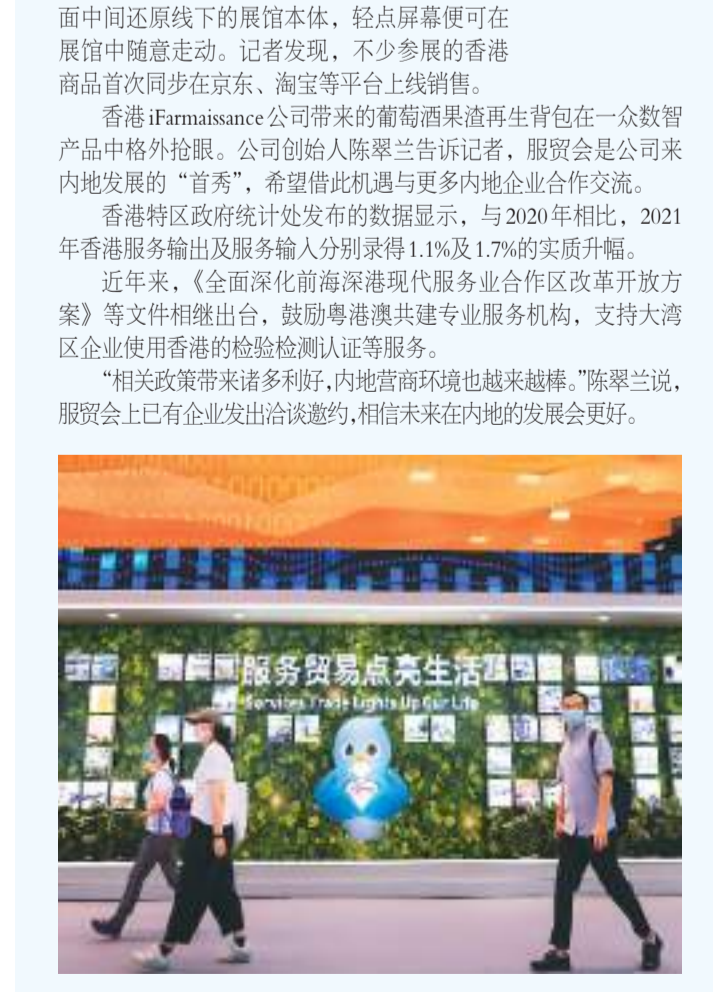 面中间还原线下的展馆本体，轻点屏幕便可在
展馆中随意走动。记者发现，不少参展的香港
商品首次同步在京东、淘宝等平台上线销售。
香港iFarmaissance公司带来的葡萄酒果渣再生背包在一众数智
产品中格外抢眼。公司创始人陈翠兰告诉记者，服贸会是公司来
内地发展的“首秀”，希望借此机遇与更多内地企业合作交流。
香港特区政府统计处发布的数据显示，与2020年相比，2021
年香港服务输出及服务输入分别录得1.1%及1.7%的实质升幅。
近年来，《全面深化前海深港现代服务业合作区改革开放方
案》等文件相继出台，鼓励粤港澳共建专业服务机构，支持大湾
区企业使用香港的检验检测认证等服务。
“相关政策带来诸多利好，内地营商环境也越来越棒。”陈翠兰说，
服贸会上已有企业发出洽谈邀约，相信未来在内地的发展会更好。
服务贸易点亮生活
Services Trade Lights Up Our Life